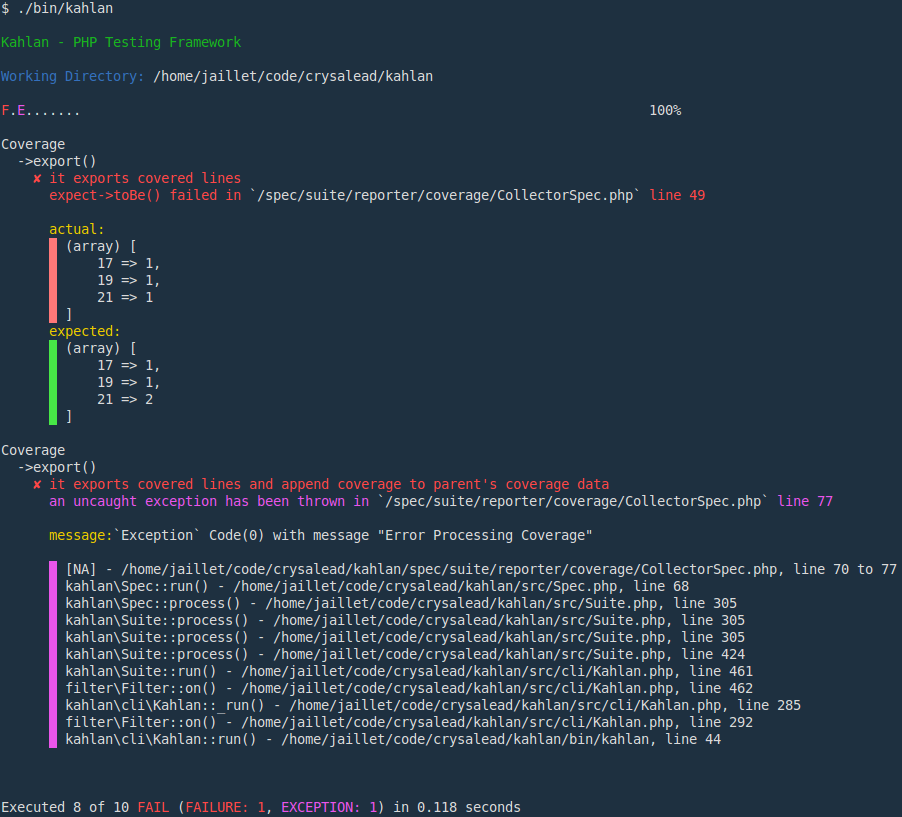 $ ./bin/kahlan
Kahlan - PHP Testing Framework
Working Directory: /home/jaillet/code/crysalead/kahlan
F.E....... 100%
Coverage
->export()
✘ it exports covered lines
expect->toBe() failed in `/spec/suite/reporter/coverage/CollectorSpec.php` line 49
actual:
(array) [
17 => 1,
19 => 1,
21 => 1
]
expected:
(array) [
17 => 1,
19 => 1,
21 => 2
]
Coverage
->export()
✘ it exports covered lines and append coverage to parent's coverage data
an uncaught exception has been thrown in `/spec/suite/reporter/coverage/CollectorSpec.php` line 77
message:`Exception` Code(0) with message "Error Processing Coverage"
[NA] - /home/jaillet/code/crysalead/kahlan/spec/suite/reporter/coverage/CollectorSpec.php, line 70 to 77
kahlan\Spec::run() - /home/jaillet/code/crysalead/kahlan/src/Spec.php, line 68
kahlan\Spec::process() - /home/jaillet/code/crysalead/kahlan/src/Suite.php, line 305
kahlan\Suite::process() - /home/jaillet/code/crysalead/kahlan/src/Suite.php, line 305
kahlan\Suite::process() - /home/jaillet/code/crysalead/kahlan/src/Suite.php, line 305
kahlan\Suite::process() - /home/jaillet/code/crysalead/kahlan/src/Suite.php, line 424
kahlan\Suite::run() - /home/jaillet/code/crysalead/kahlan/src/cli/Kahlan.php, line 461
filter\Filter::on() - /home/jaillet/code/crysalead/kahlan/src/cli/Kahlan.php, line 462
kahlan\cli\Kahlan::_run() - /home/jaillet/code/crysalead/kahlan/src/cli/Kahlan.php, line 285
filter\Filter::on() - /home/jaillet/code/crysalead/kahlan/src/cli/Kahlan.php, line 292
kahlan\cli\Kahlan::run() - /home/jaillet/code/crysalead/kahlan/bin/kahlan, line 44
Executed 8 of 10 FAIL (FAILURE: 1, EXCEPTION: 1) in 0.118 seconds